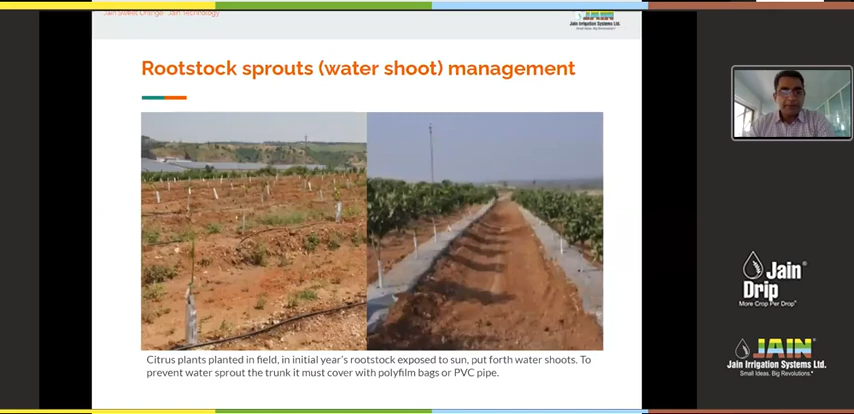 Jain Sweet Orange Jain Technology
JAIN
Jain Irrigation Systems Ltd.
Small Ideas. Big Revolutions.
Rootstock sprouts (water shoot) management
Citrus plants planted in field, in initial year's rootstock exposed to sun, put forth water shoots. To
prevent water sprout the trunk it must cover with polyfilm bags or PVC pipe.
Jain®
Drip
More Crop Per Drop®
JAIN®
Jain Irrigation Systems Ltd.
Small Ideas. Big Revolutions.®